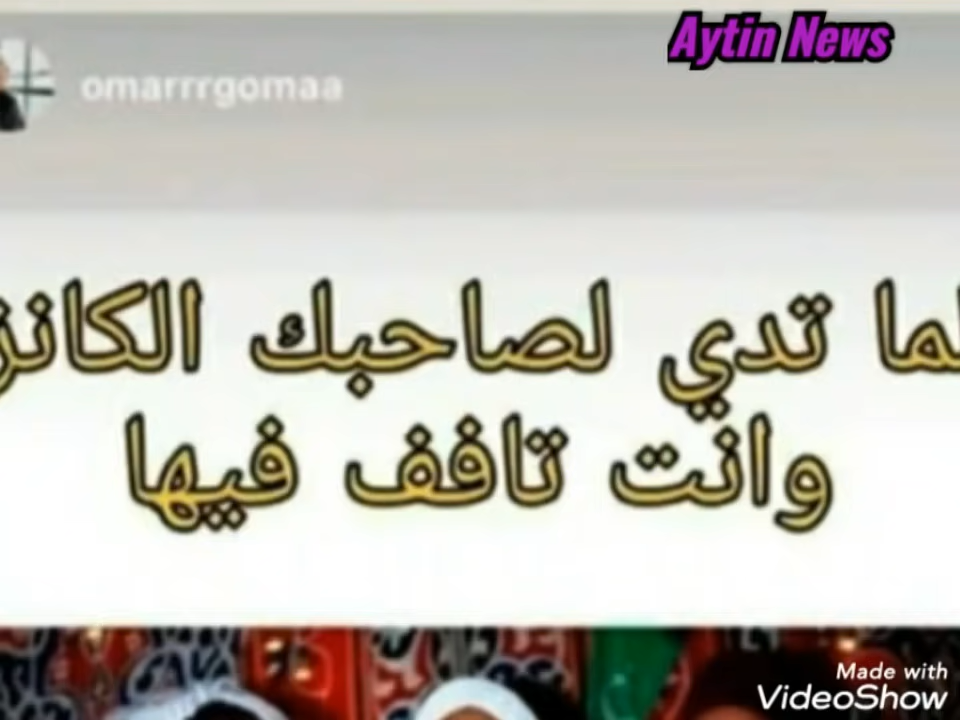 Aytin News
omarrrgomaa
لما تدي لصاحبك الكانز
وانت تافف فيها
Made with
VideoShow